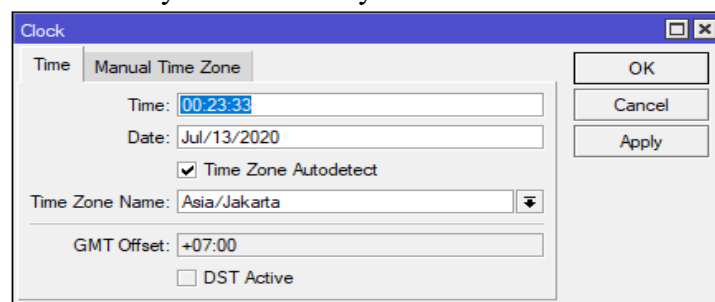 Clock
Time Manual Time Zone
OK
Time: 00:23:33
Cancel
Date: Jul/13/2020
Apply
Time Zone Autodetect
Time Zone Name: Asia/Jakarta
GMT Offset: +07:00
DST Active